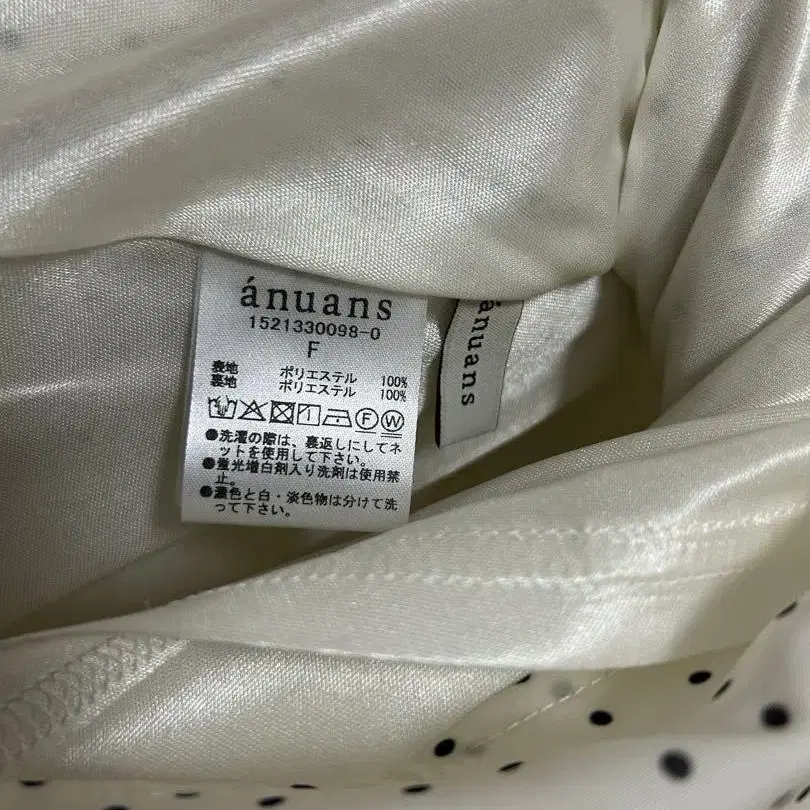 ánuans
1521330098-0
F
表地 ポリエステル 100%
裏地 ポリエステル 100%
F W
●洗濯の際は、裏返しにしてネ
ットを使用して下さい。
●蛍光増白剤入り洗剤は使用禁
止。
●濃色と白・淡色物は分けて洗
って下さい。
ánuans